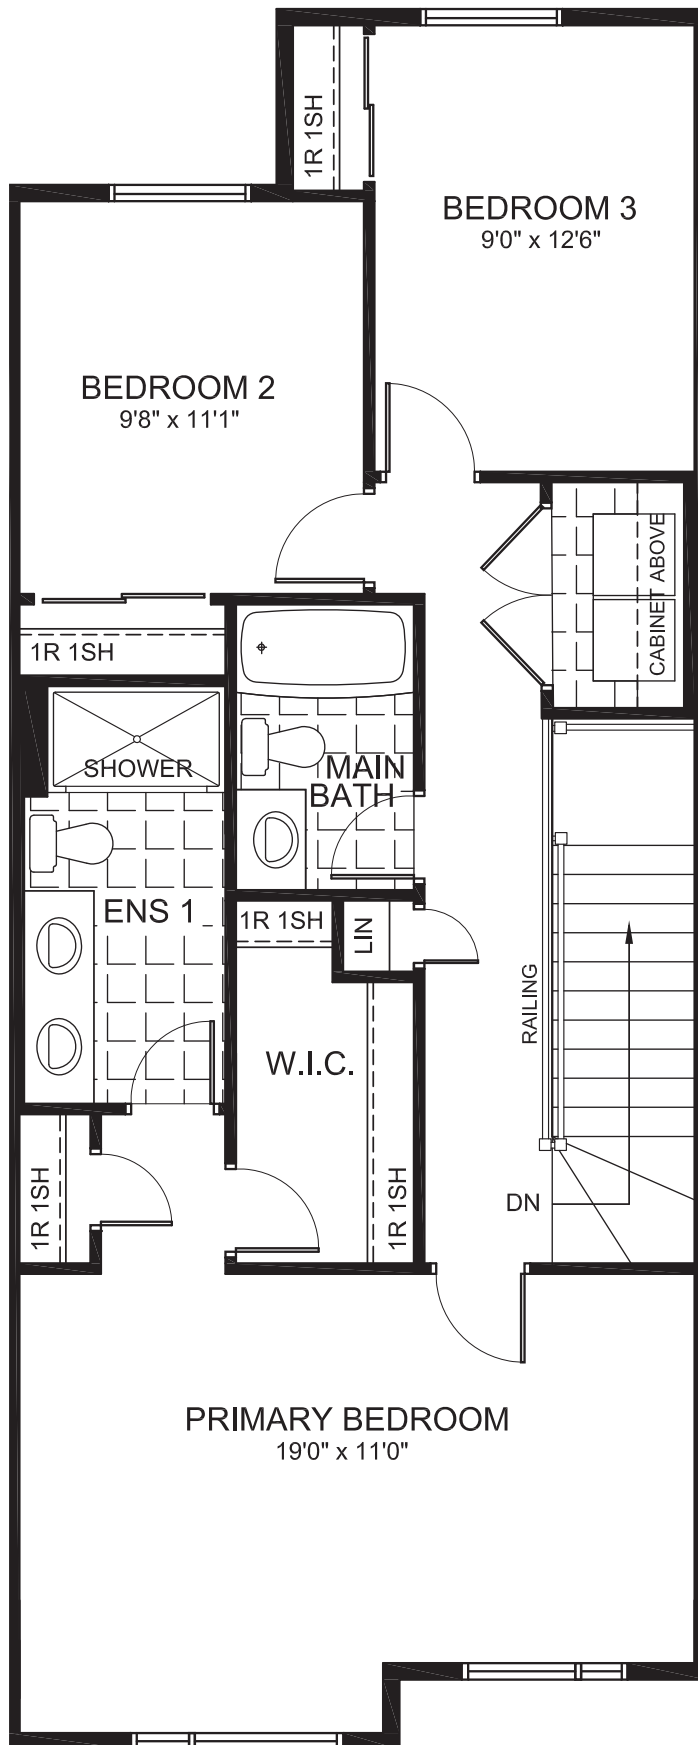 1R 1SH
BEDROOM 3
9'0" x 12'6"
BEDROOM 2
9'8" x 11'1"
CABINET ABOVE
1R 1SH
SHOWER
MAIN
BATH
ENS 1
1R 1SH
LIN
RAILING
W.I.C.
1R 1SH
1R 1SH
DN
PRIMARY BEDROOM
19'0" x 11'0"